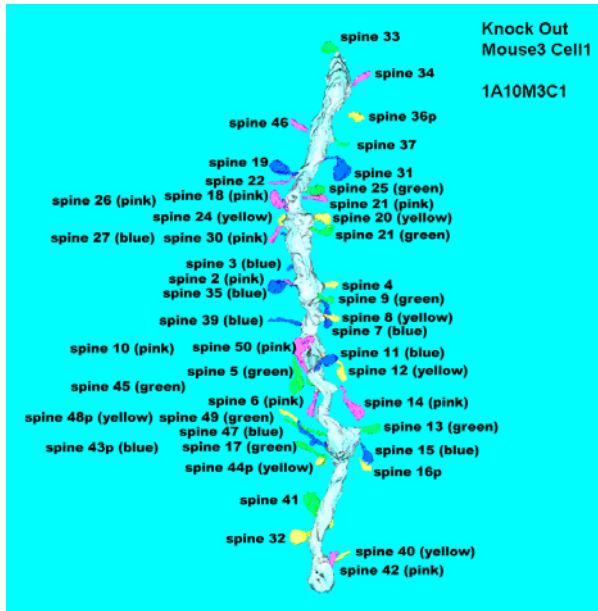 Knock Out
Mouse3 Cell1
1A10M3C1
spine 33
spine 34
spine 36p
spine 46
spine 37
spine 19
spine 31
spine 22
spine 25 (green)
spine 26 (pink) spine 18 (pink)
spine 21 (pink)
spine 24 (yellow)
spine 20 (yellow)
spine 27 (blue) spine 30 (pink)
spine 21 (green)
spine 3 (blue)
spine 2 (pink)
spine 4
spine 35 (blue)
spine 9 (green)
spine 39 (blue)
spine 8 (yellow)
spine 7 (blue)
spine 10 (pink) spine 50 (pink)
spine 11 (blue)
spine 5 (green)
spine 12 (yellow)
spine 45 (green)
spine 6 (pink)
spine 14 (pink)
spine 48p (yellow) spine 49 (green)
spine 13 (green)
spine 47 (blue)
spine 43p (blue) spine 17 (green)
spine 15 (blue)
spine 44p (yellow)
spine 16p
spine 41
spine 32
spine 40 (yellow)
spine 42 (pink)